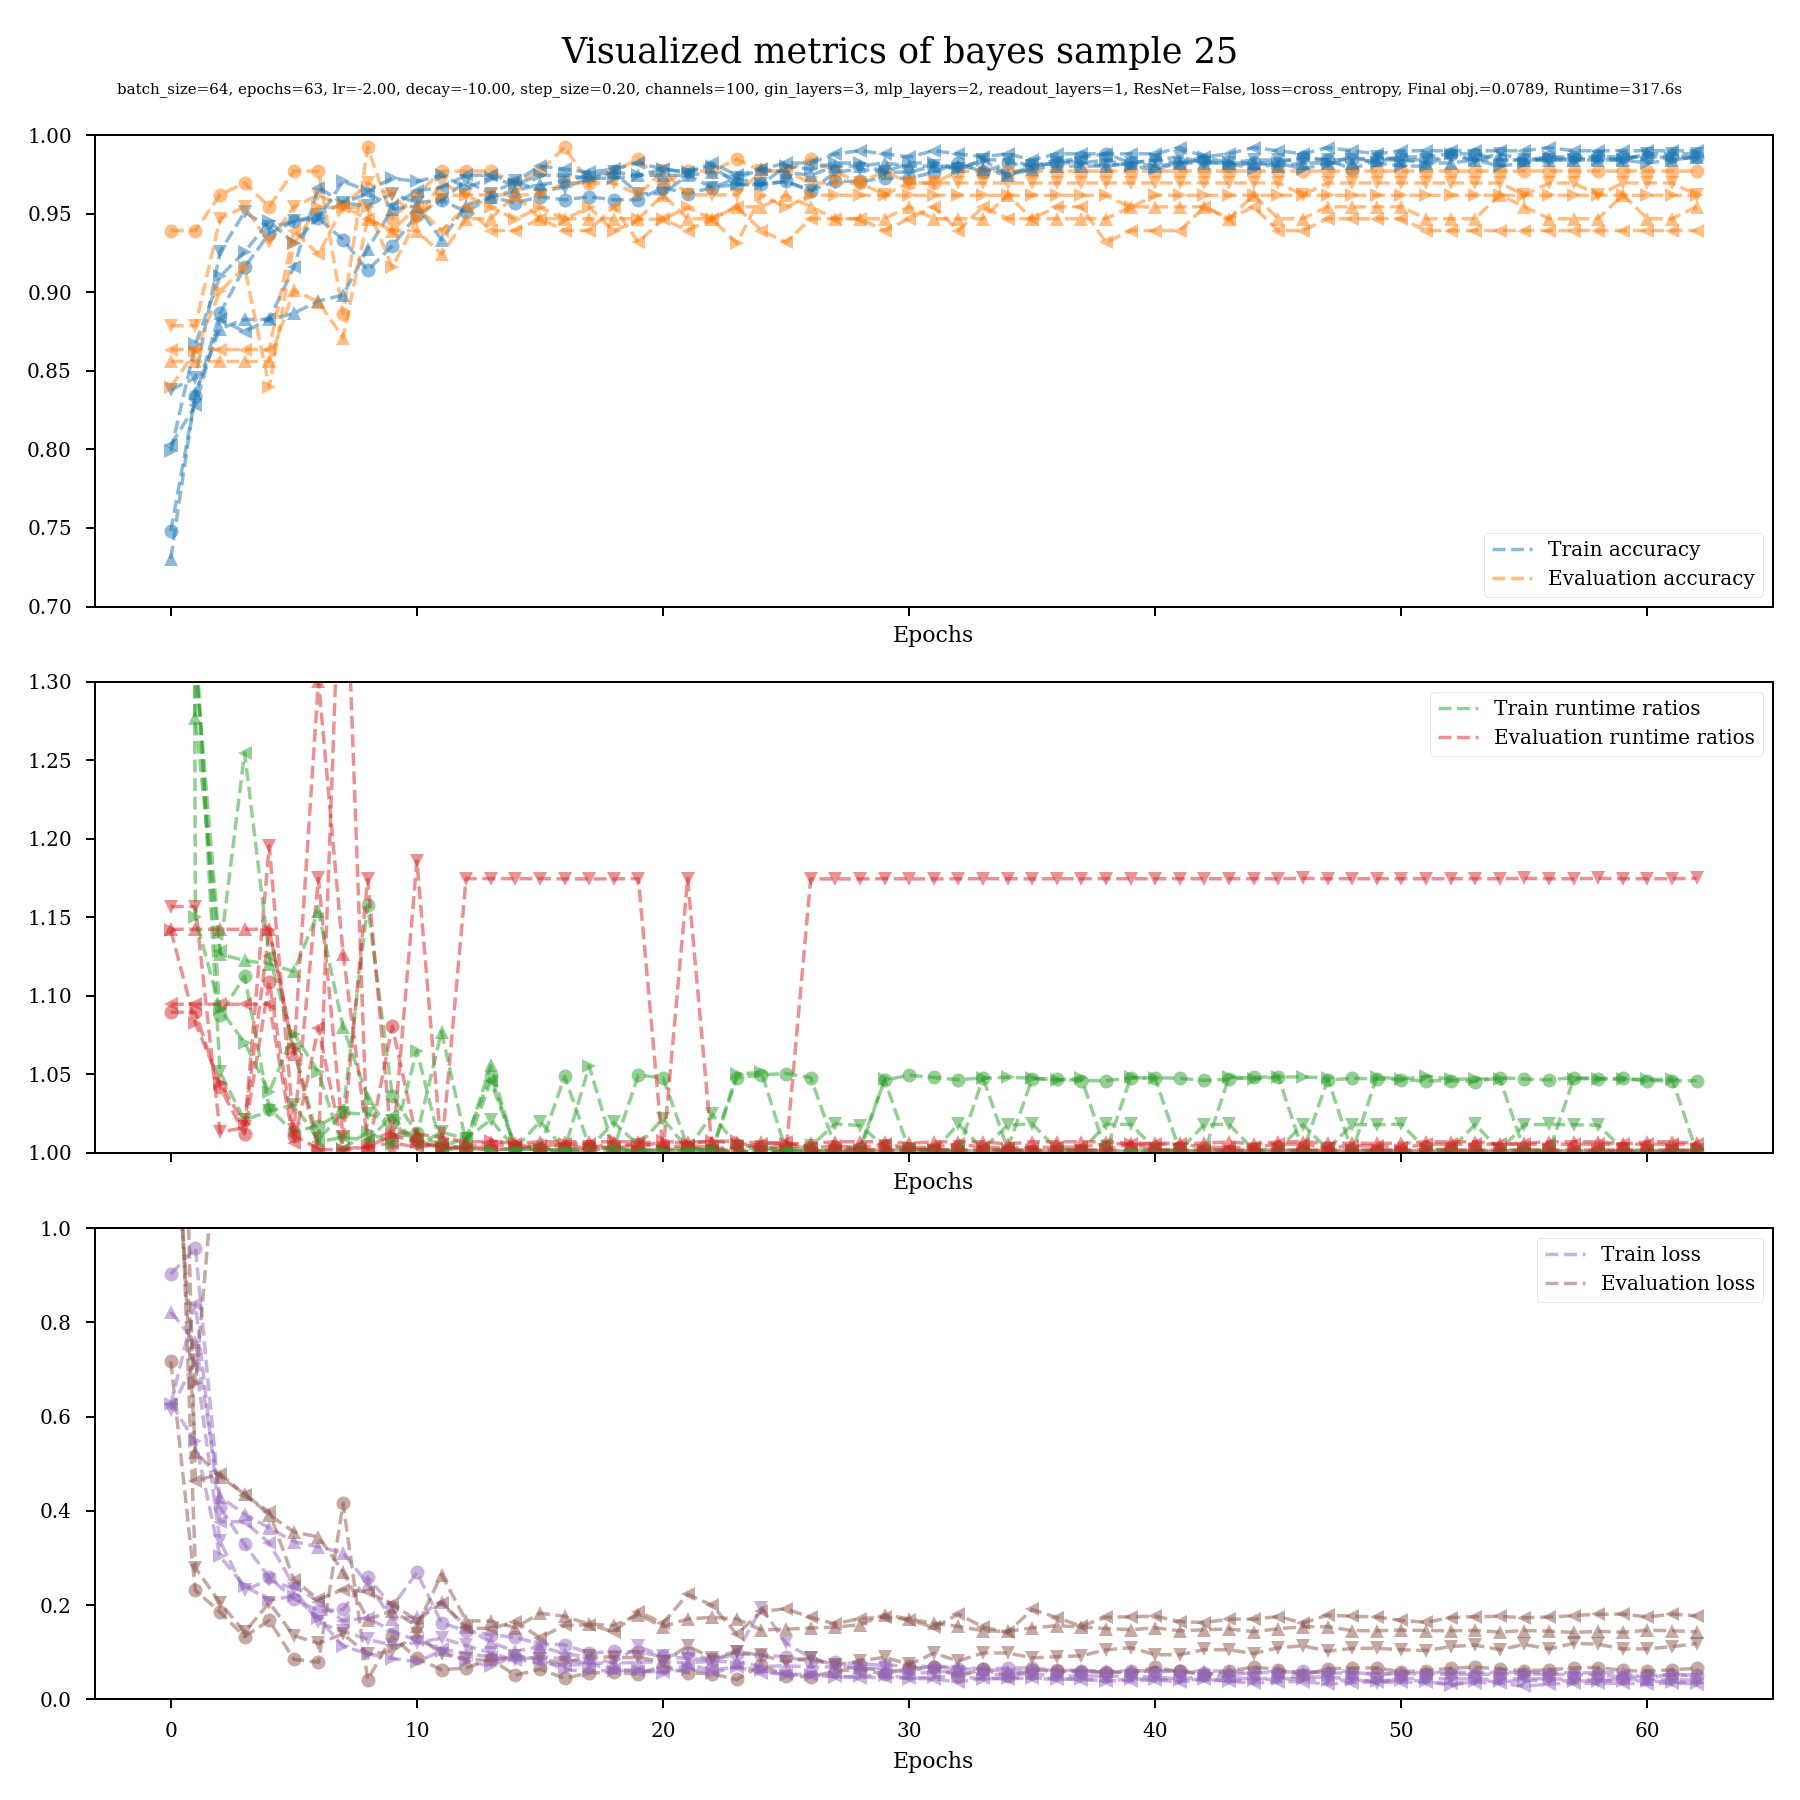 Visualized metrics of bayes sample 25
batch_size=64, epochs=63, lr=-2.00, decay=-10.00, step_size=0.20, channels=100, gin_layers=3, mlp_layers=2, readout_layers=1, ResNet=False, loss=cross_entropy, Final obj.=0.0789, Runtime=317.6s
1.00
0.95
0.90
0.85
0.80
0.75
0.70
Train accuracy
Evaluation accuracy
Epochs
1.30
1.25
1.20
1.15
1.10
1.05
1.00
Train runtime ratios
Evaluation runtime ratios
Epochs
1.0
0.8
0.6
0.4
0.2
0.0
Train loss
Evaluation loss
0 10 20 30 40 50 60
Epochs